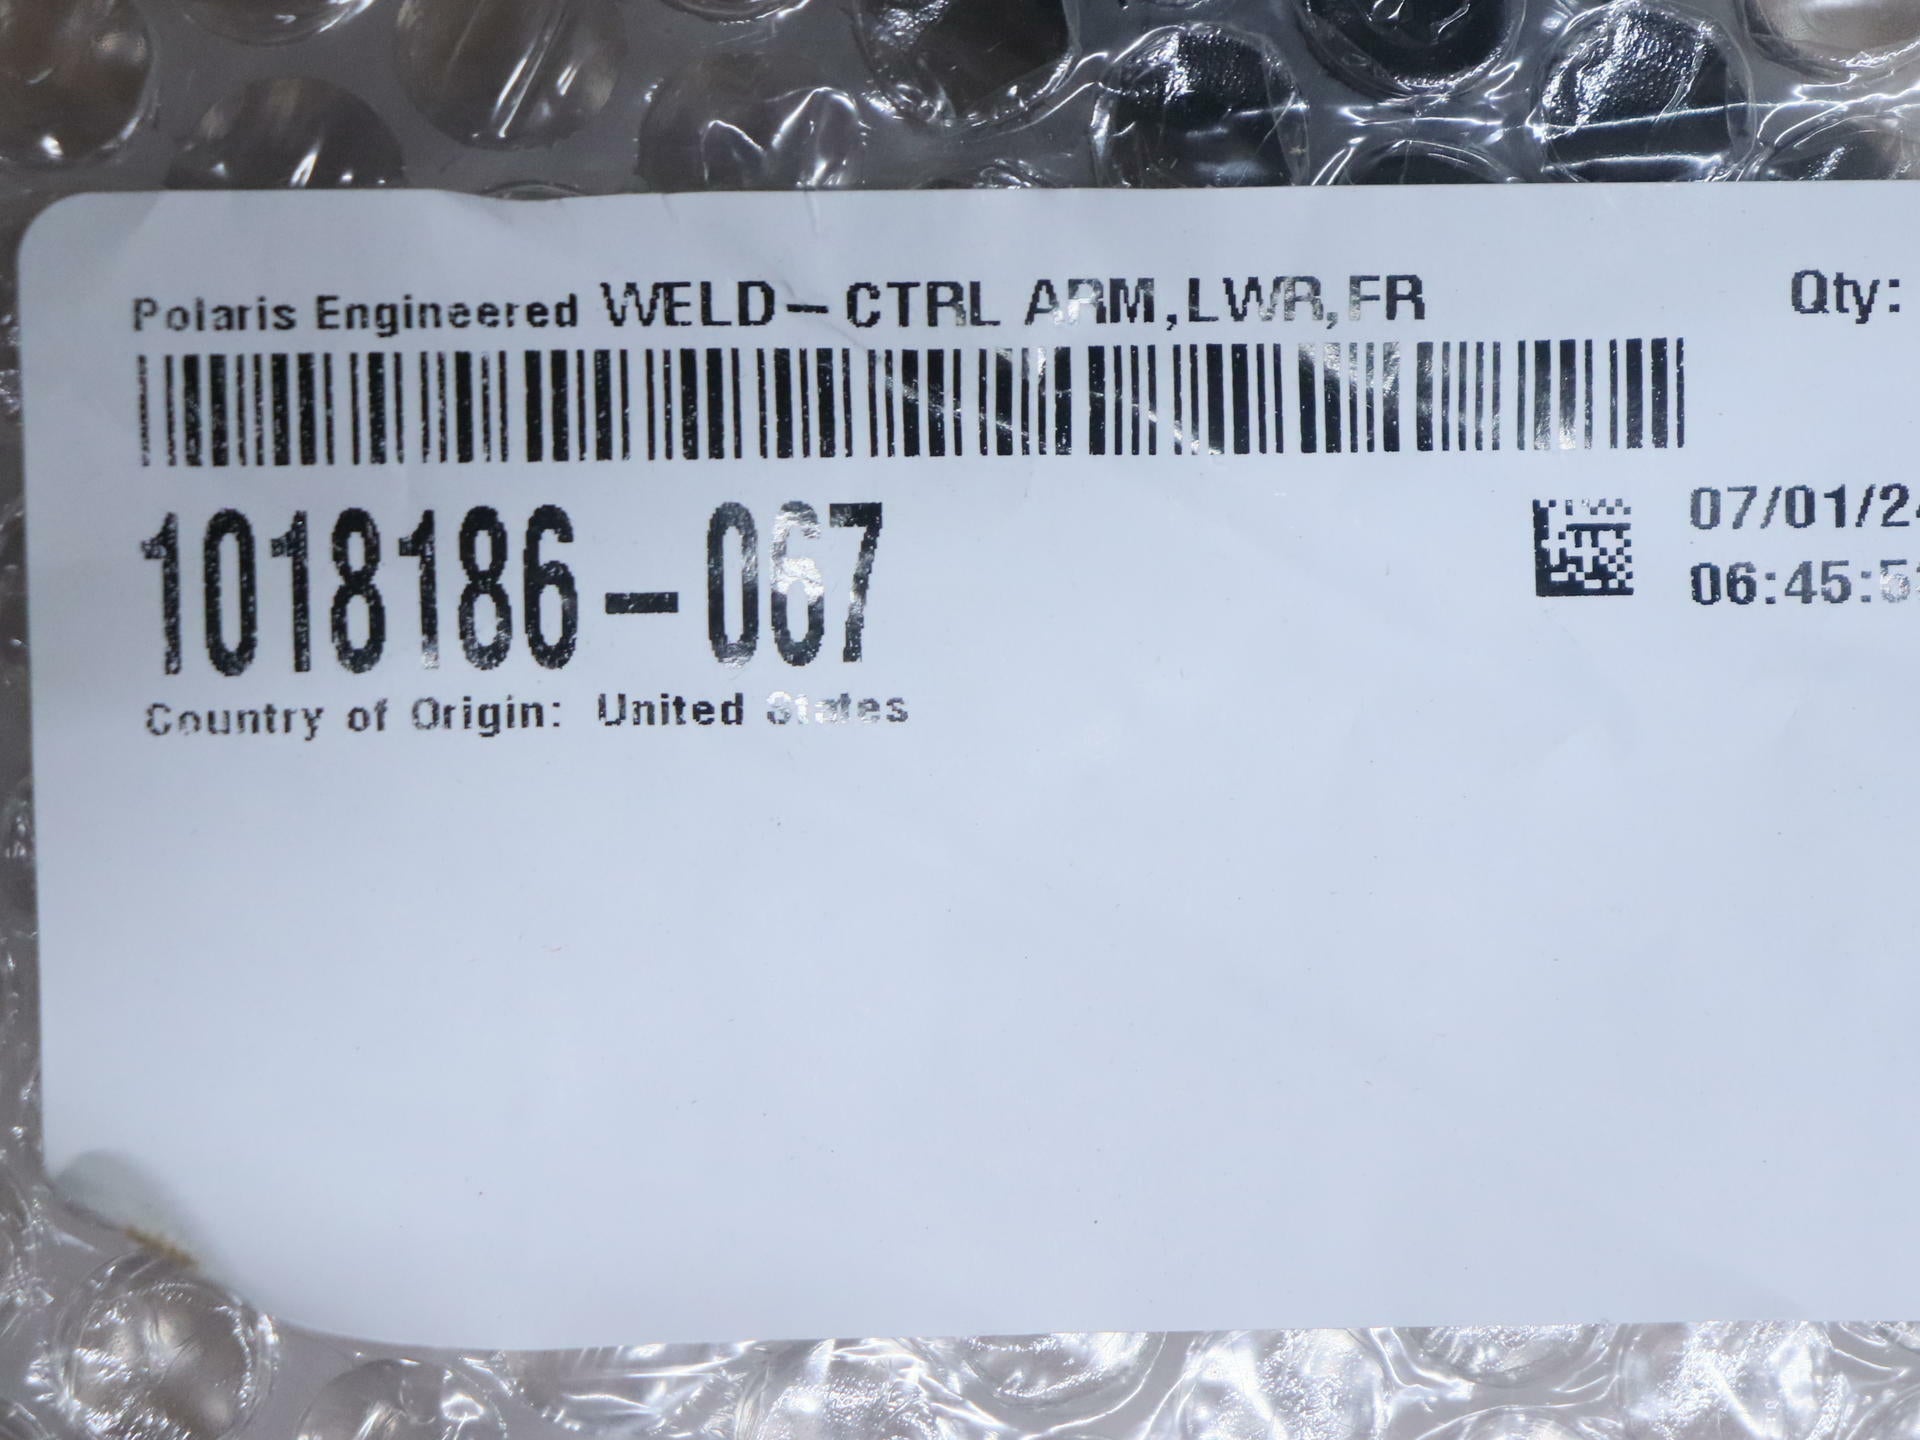 Polaris Engineered WELD-CTRL ARM,LWR,FR
Qty:
1018186-067
07/01/2
06:45:5
Country of Origin: United States